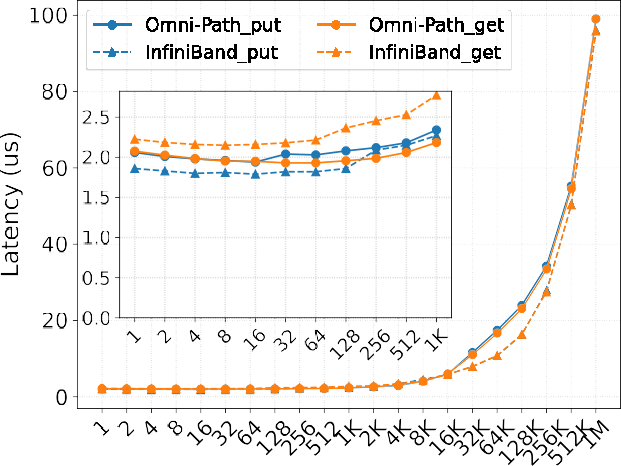 Omni-Path_put Omni-Path_get
InfiniBand_put InfiniBand_get
Latency (us)
100
80
60
40
20
0
2.5
2.0
1.5
1.0
0.5
0.0
1 2 4 8 16 32 64 128 256 512 1K
1 2 4 8 16 32 64 128 256 512 1K 2K 4K 8K 16K 32K 64K 128K 256K 512K 1M